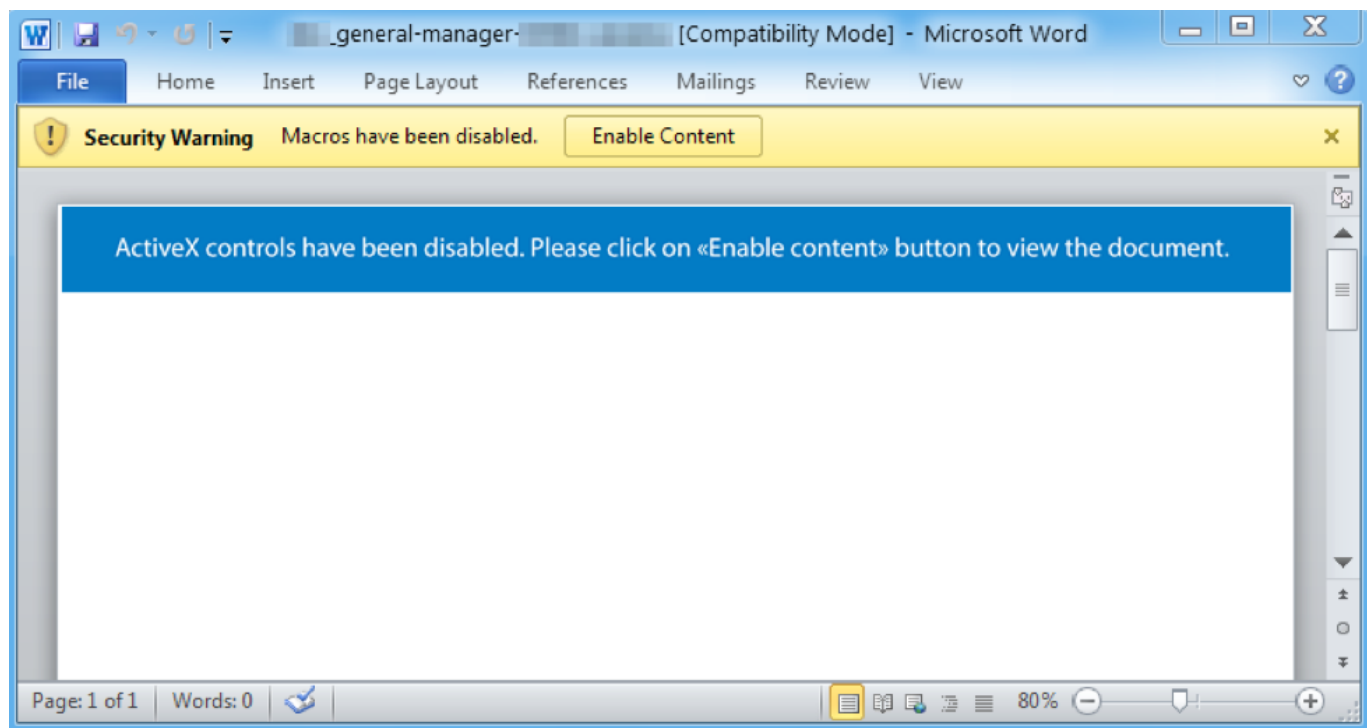 _general-manager- [Compatibility Mode] - Microsoft Word
File Home Insert Page Layout References Mailings Review View
Security Warning Macros have been disabled. Enable Content
ActiveX controls have been disabled. Please click on «Enable content» button to view the document.
Page: 1 of 1 Words: 0 80%